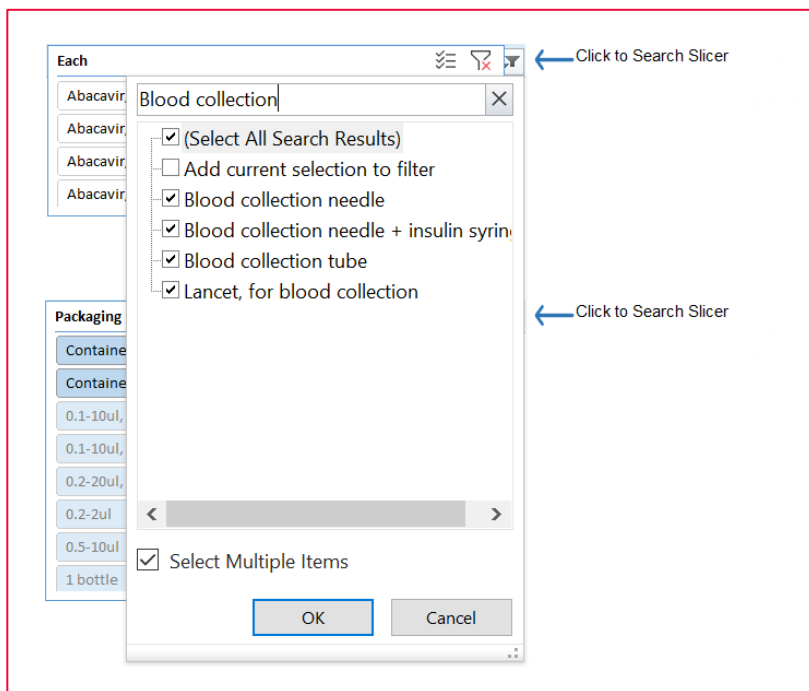 Each
Click to Search Slicer
Abacavir,
Abacavir,
Abacavir,
Abacavir,
Blood collection
(Select All Search Results)
Add current selection to filter
Blood collection needle
Blood collection needle + insulin syring
Blood collection tube
Lancet, for blood collection
Packaging
Click to Search Slicer
Containe
Containe
0.1-10ul,
0.1-10ul,
0.2-20ul,
0.2-2ul
0.5-10ul
1 bottle
Select Multiple Items
OK
Cancel